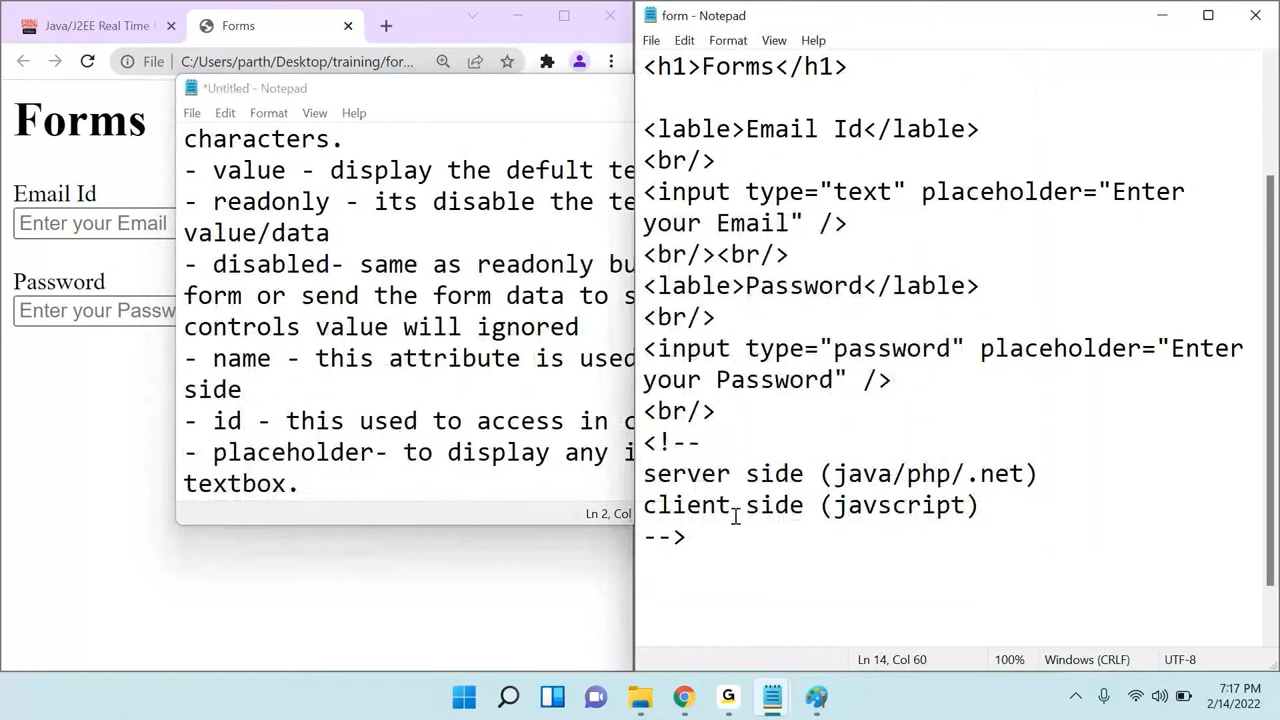 Java/J2EE Real Time
Forms
File C:/Users/parth/Desktop/training/for...
Forms
Email Id
Enter your Email
Password
Enter your Passw
*Untitled - Notepad
File Edit Format View Help
characters.
- value - display the defult te
- readonly - its disable the te
value/data
- disabled- same as readonly bu
form or send the form data to s
controls value will ignored
- name - this attribute is used
side
- id - this used to access in c
- placeholder- to display any i
textbox.
Ln 2, Col
form - Notepad
File Edit Format View Help
<h1>Forms</h1>
<lable>Email Id</lable>
<br/>
<input type="text" placeholder="Enter
your Email" />
<br/><br/>
<lable>Password</lable>
<br/>
<input type="password" placeholder="Enter
your Password" />
<br/>
<!--
server side (java/php/.net)
client side (javscript)
-->
Ln 14, Col 60 100% Windows (CRLF) UTF-8
7:17 PM
2/14/2022